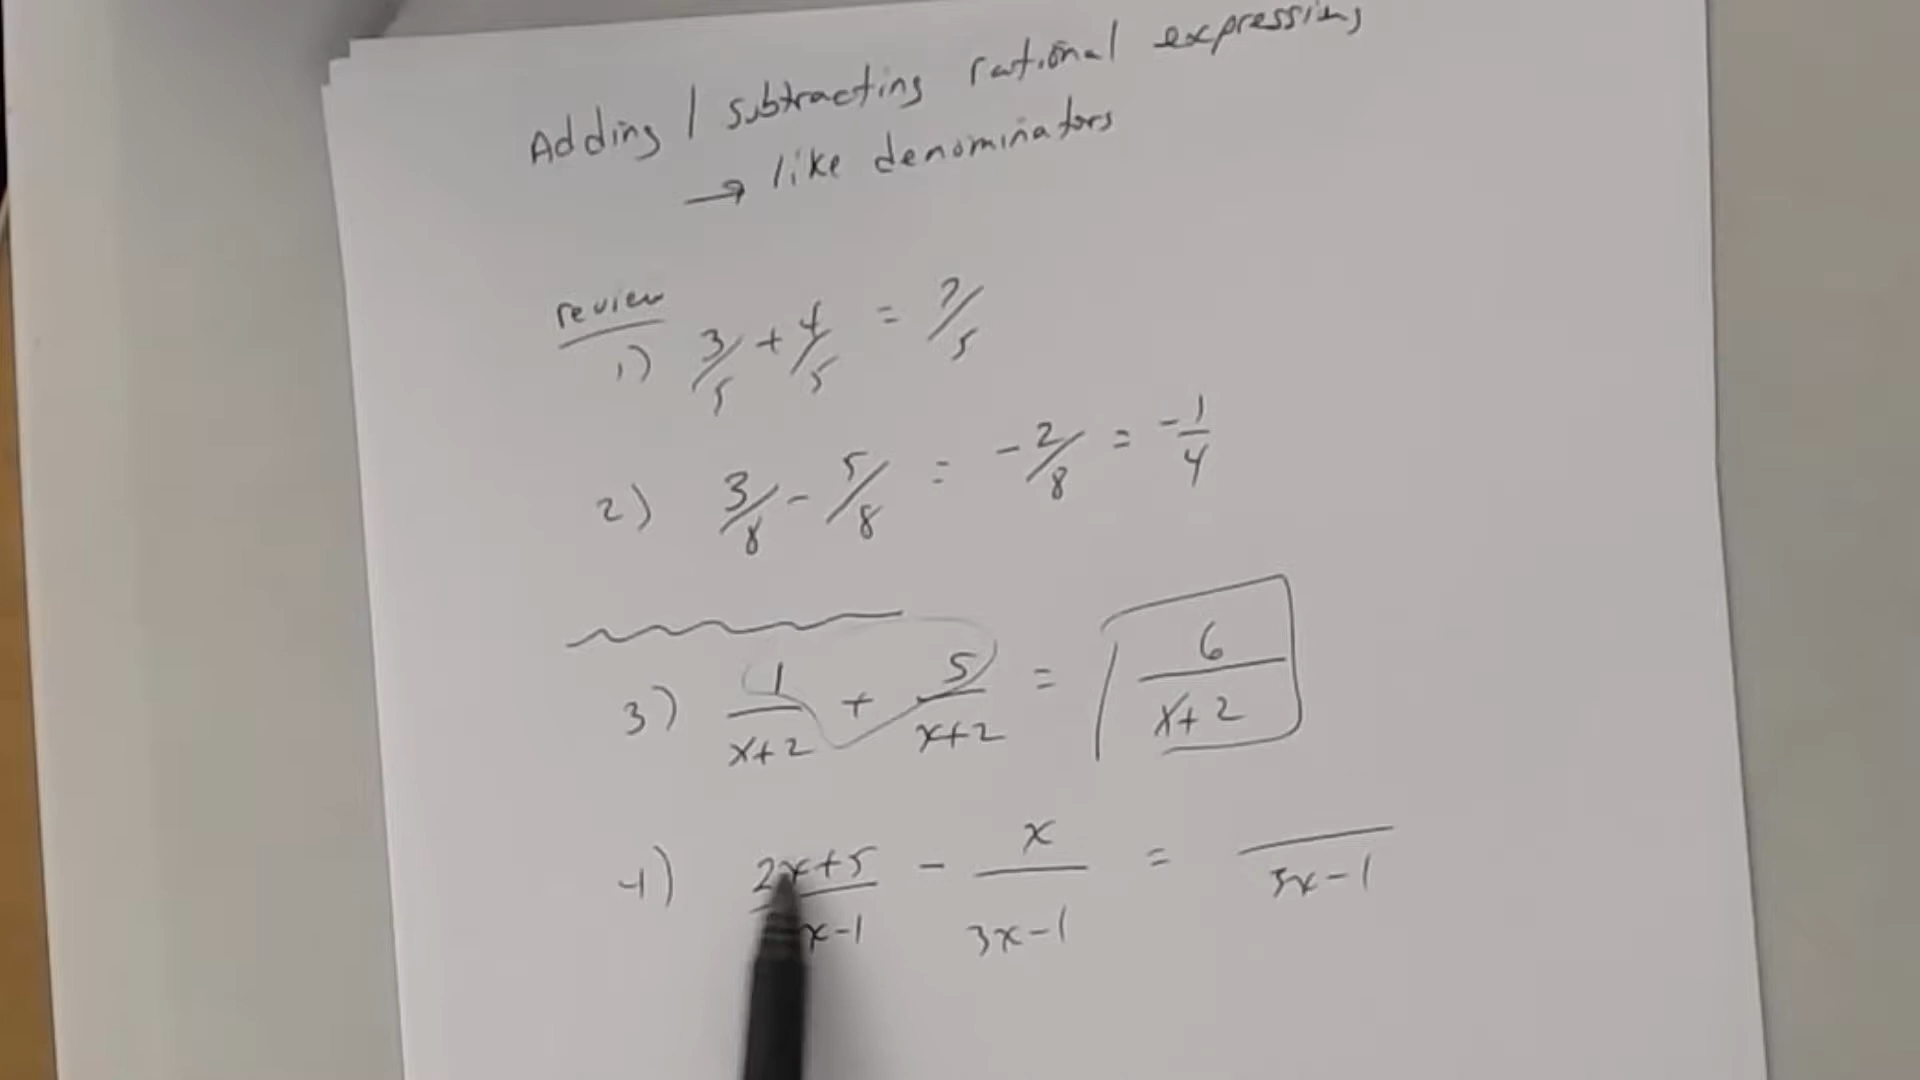 Adding / subtracting rational expressions
→ like denominators
review
1) 3/5 + 4/5 = 7/5
2) 3/8 - 5/8 = -2/8 = -1/4
3) 1/x+2 + 5/x+2 = 6/x+2
4) 2x+5/x-1 - x/3x-1 = /3x-1